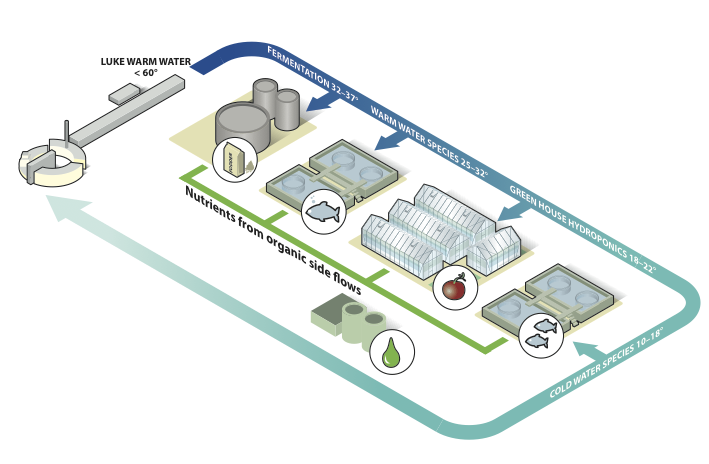 LUKE WARM WATER
< 60°
FERMENTATION 32–37°
WARM WATER SPECIES 25–32°
GREEN HOUSE HYDROPONICS 18–22°
COLD WATER SPECIES 10–18°
Nutrients from organic side flows